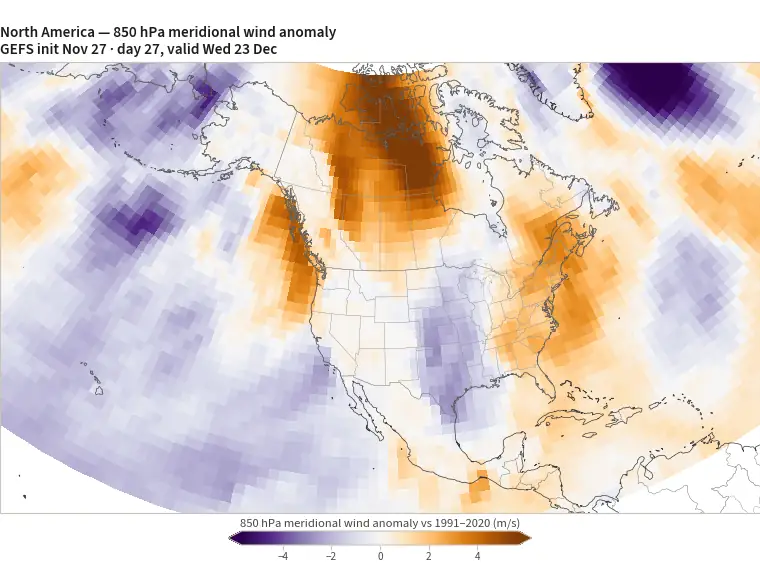 North America — 850 hPa meridional wind anomaly
GEFS init Nov 27 · day 27, valid Wed 23 Dec
850 hPa meridional wind anomaly vs 1991–2020 (m/s)
−4 −2 0 2 4